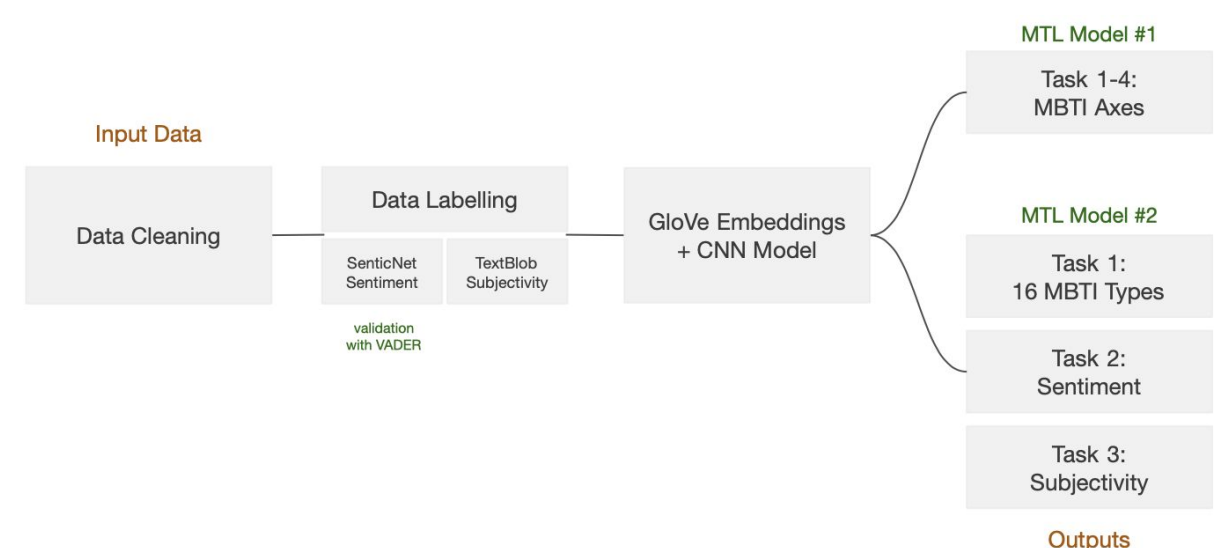 Input Data
Data Cleaning
Data Labelling
SenticNet
Sentiment
TextBlob
Subjectivity
validation
with VADER
GloVe Embeddings
+ CNN Model
MTL Model #1
Task 1-4:
MBTI Axes
MTL Model #2
Task 1:
16 MBTI Types
Task 2:
Sentiment
Task 3:
Subjectivity
Outputs